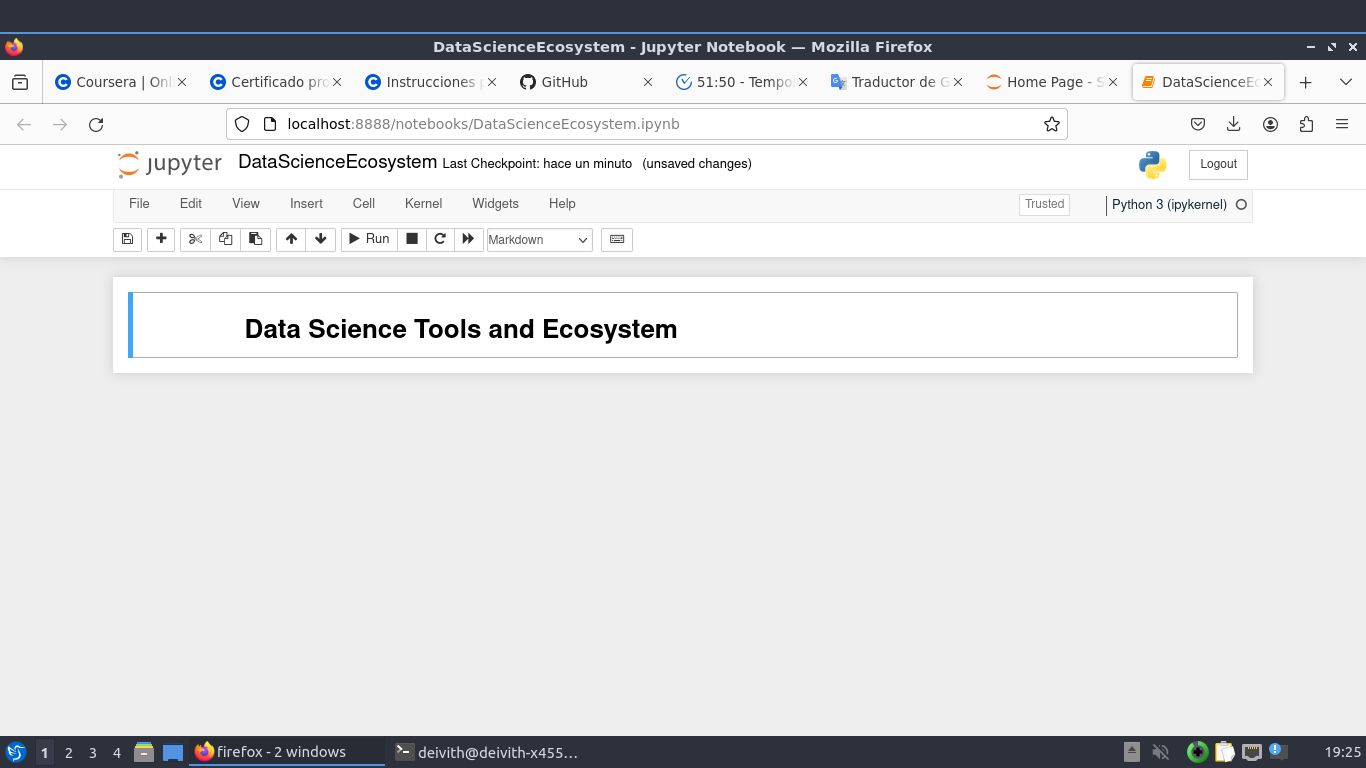 DataScienceEcosystem - Jupyter Notebook — Mozilla Firefox
Coursera | Onl
Certificado pro
Instrucciones p
GitHub
51:50 - Tempo
Traductor de G
Home Page - S
DataScienceEc
localhost:8888/notebooks/DataScienceEcosystem.ipynb
jupyter DataScienceEcosystem Last Checkpoint: hace un minuto (unsaved changes) Logout
File Edit View Insert Cell Kernel Widgets Help Trusted Python 3 (ipykernel)
Run Markdown
Data Science Tools and Ecosystem
1 2 3 4 firefox - 2 windows deivith@deivith-x455... 19:25